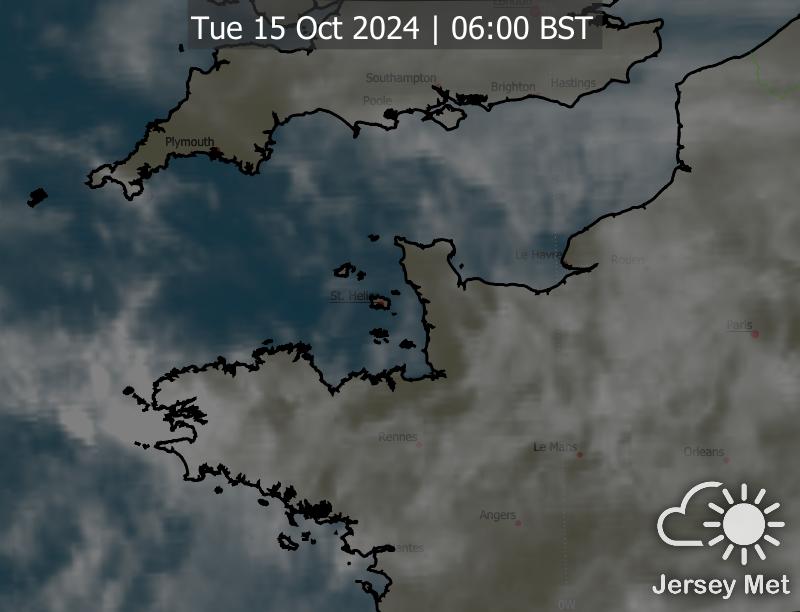 London
Tue 15 Oct 2024 | 06:00 BST
Southampton
Brighton
Hastings
Poole
Plymouth
Le Havre
Rouen
St. Helier
Paris
Rennes
Le Mans
Orleans
Angers
Jersey Met
0W